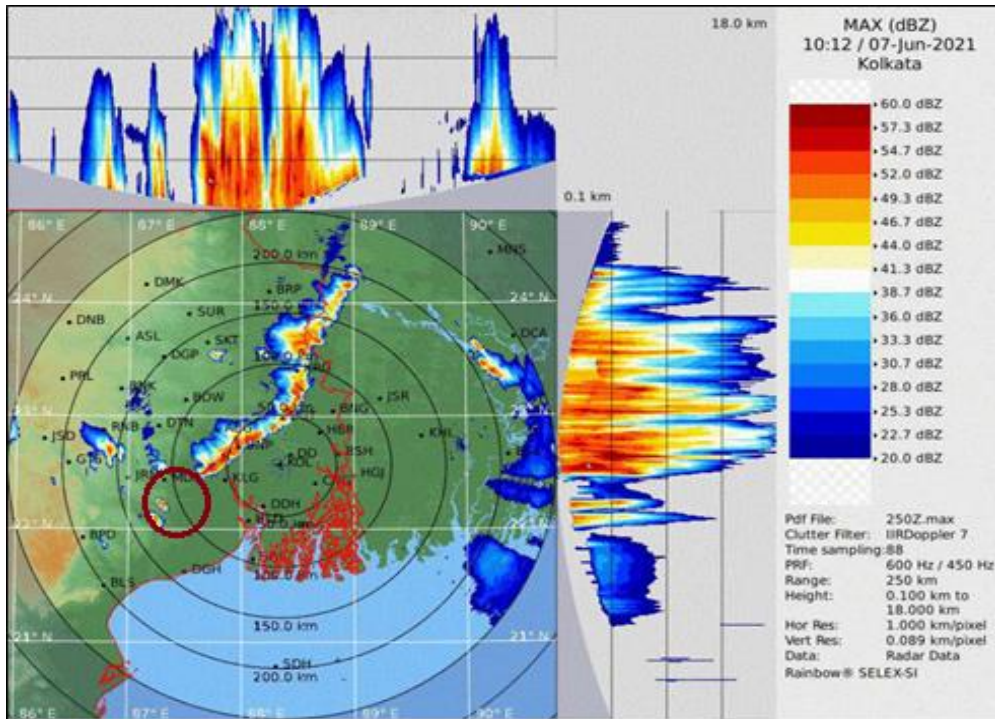 18.0 km
0.1 km
MAX (dBZ)
10:12 / 07-Jun-2021
Kolkata
60.0 dBZ
57.3 dBZ
54.7 dBZ
52.0 dBZ
49.3 dBZ
46.7 dBZ
44.0 dBZ
41.3 dBZ
38.7 dBZ
36.0 dBZ
33.3 dBZ
30.7 dBZ
28.0 dBZ
25.3 dBZ
22.7 dBZ
20.0 dBZ
Pdf File: 250Z.max
Clutter Filter: IIRDoppler 7
Time sampling:88
PRF: 600 Hz / 450 Hz
Range: 250 km
Height: 0.100 km to
18.000 km
Hor Res: 1.000 km/pixel
Vert Res: 0.089 km/pixel
Data: Radar Data
Rainbow® SELEX-SI
86° E
87° E
88° E
89° E
90° E
MNS
200.0 km
DMK
BRP
24° N
150.0 km
SUR
DNB
ASL
SKT
DCA
DGP
PRL
BNK
BDW
JSR
BNG
RNB
DTN
HBR
KHL
JSD
DD
BSH
KOL
HGJ
KLG
DDH
22° N
BPD
DGH
BLS
100.0 km
150.0 km
21° N
SDH
200.0 km
87° E
88° E
89° E
90° E